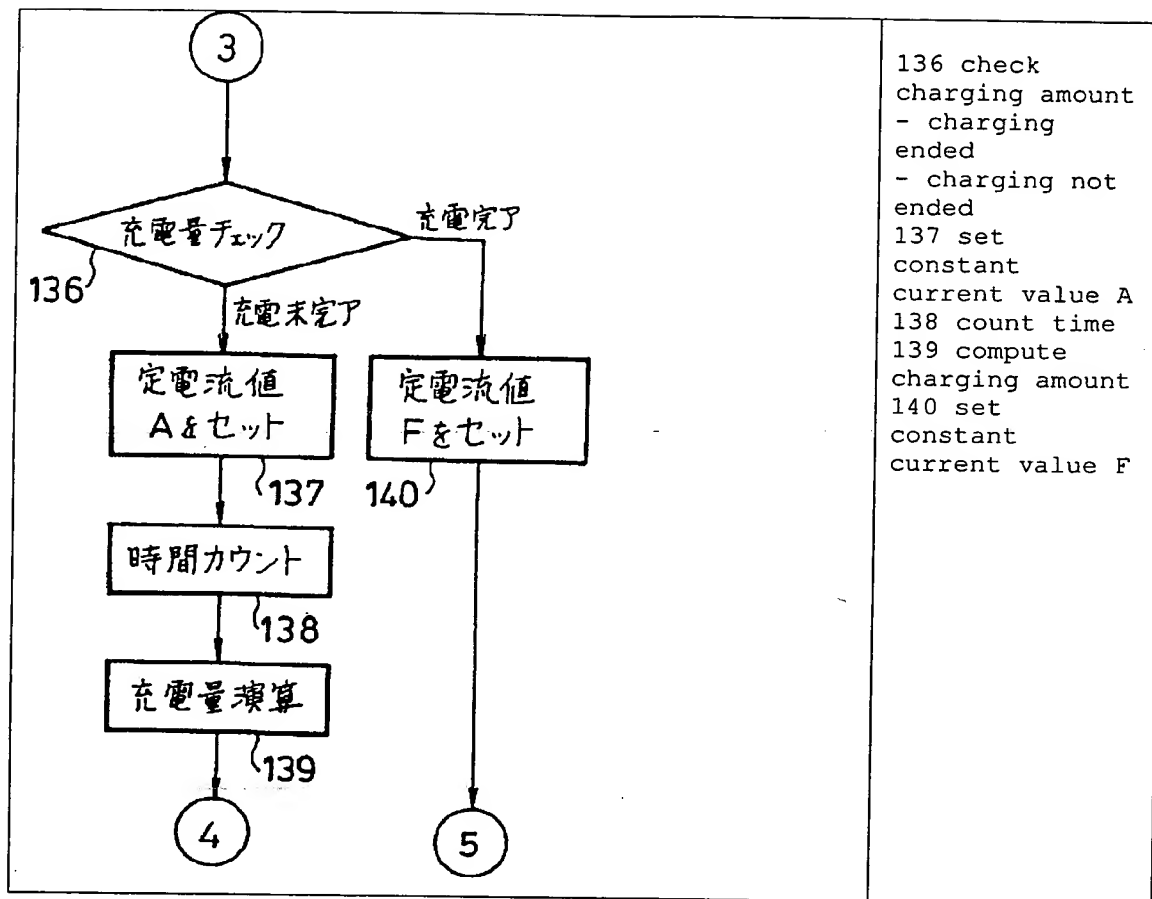 3
充電量チェック
充電完了
136
充電未完了
定電流値
Aをセット
137
定電流値
Fをセット
140
時間カウント
138
充電量演算
139
4
5
136 check
charging amount
- charging
ended
- charging not
ended
137 set
constant
current value A
138 count time
139 compute
charging amount
140 set
constant
current value F